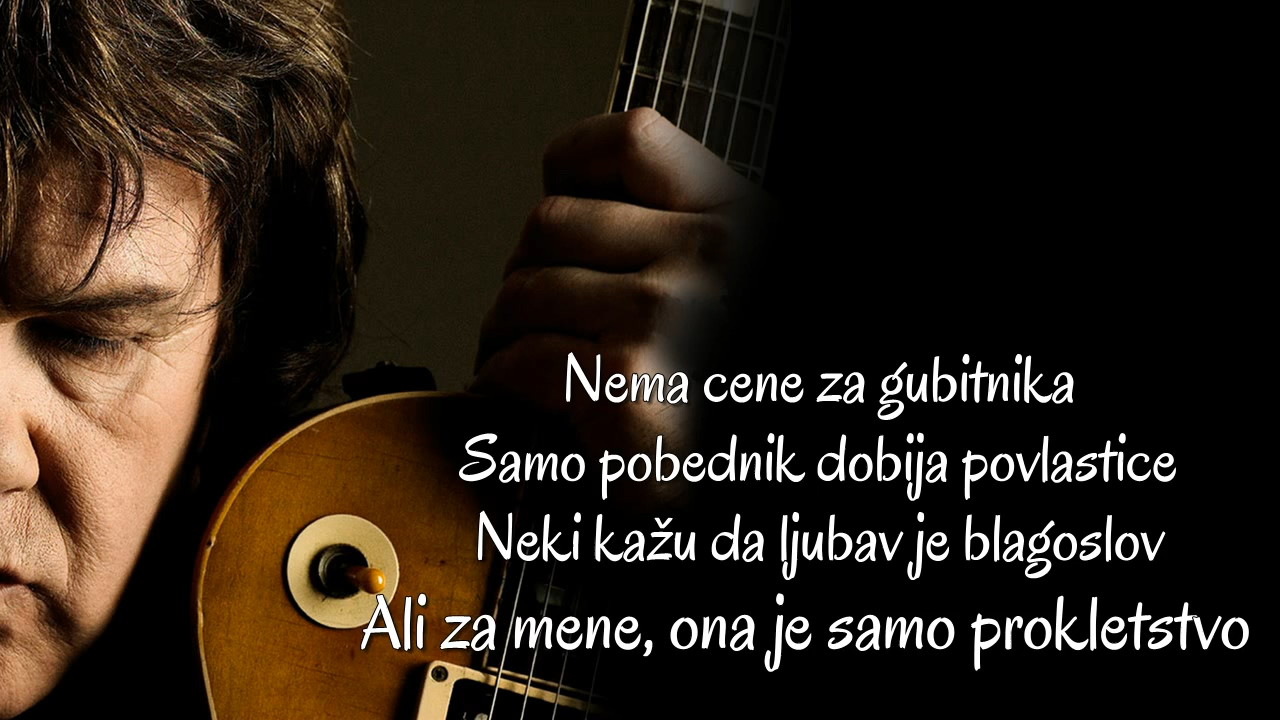 Nema cene za gubitnika
Samo pobednik dobija povlastice
Neki kažu da ljubav je blagoslov
Ali za mene, ona je samo prokletstvo